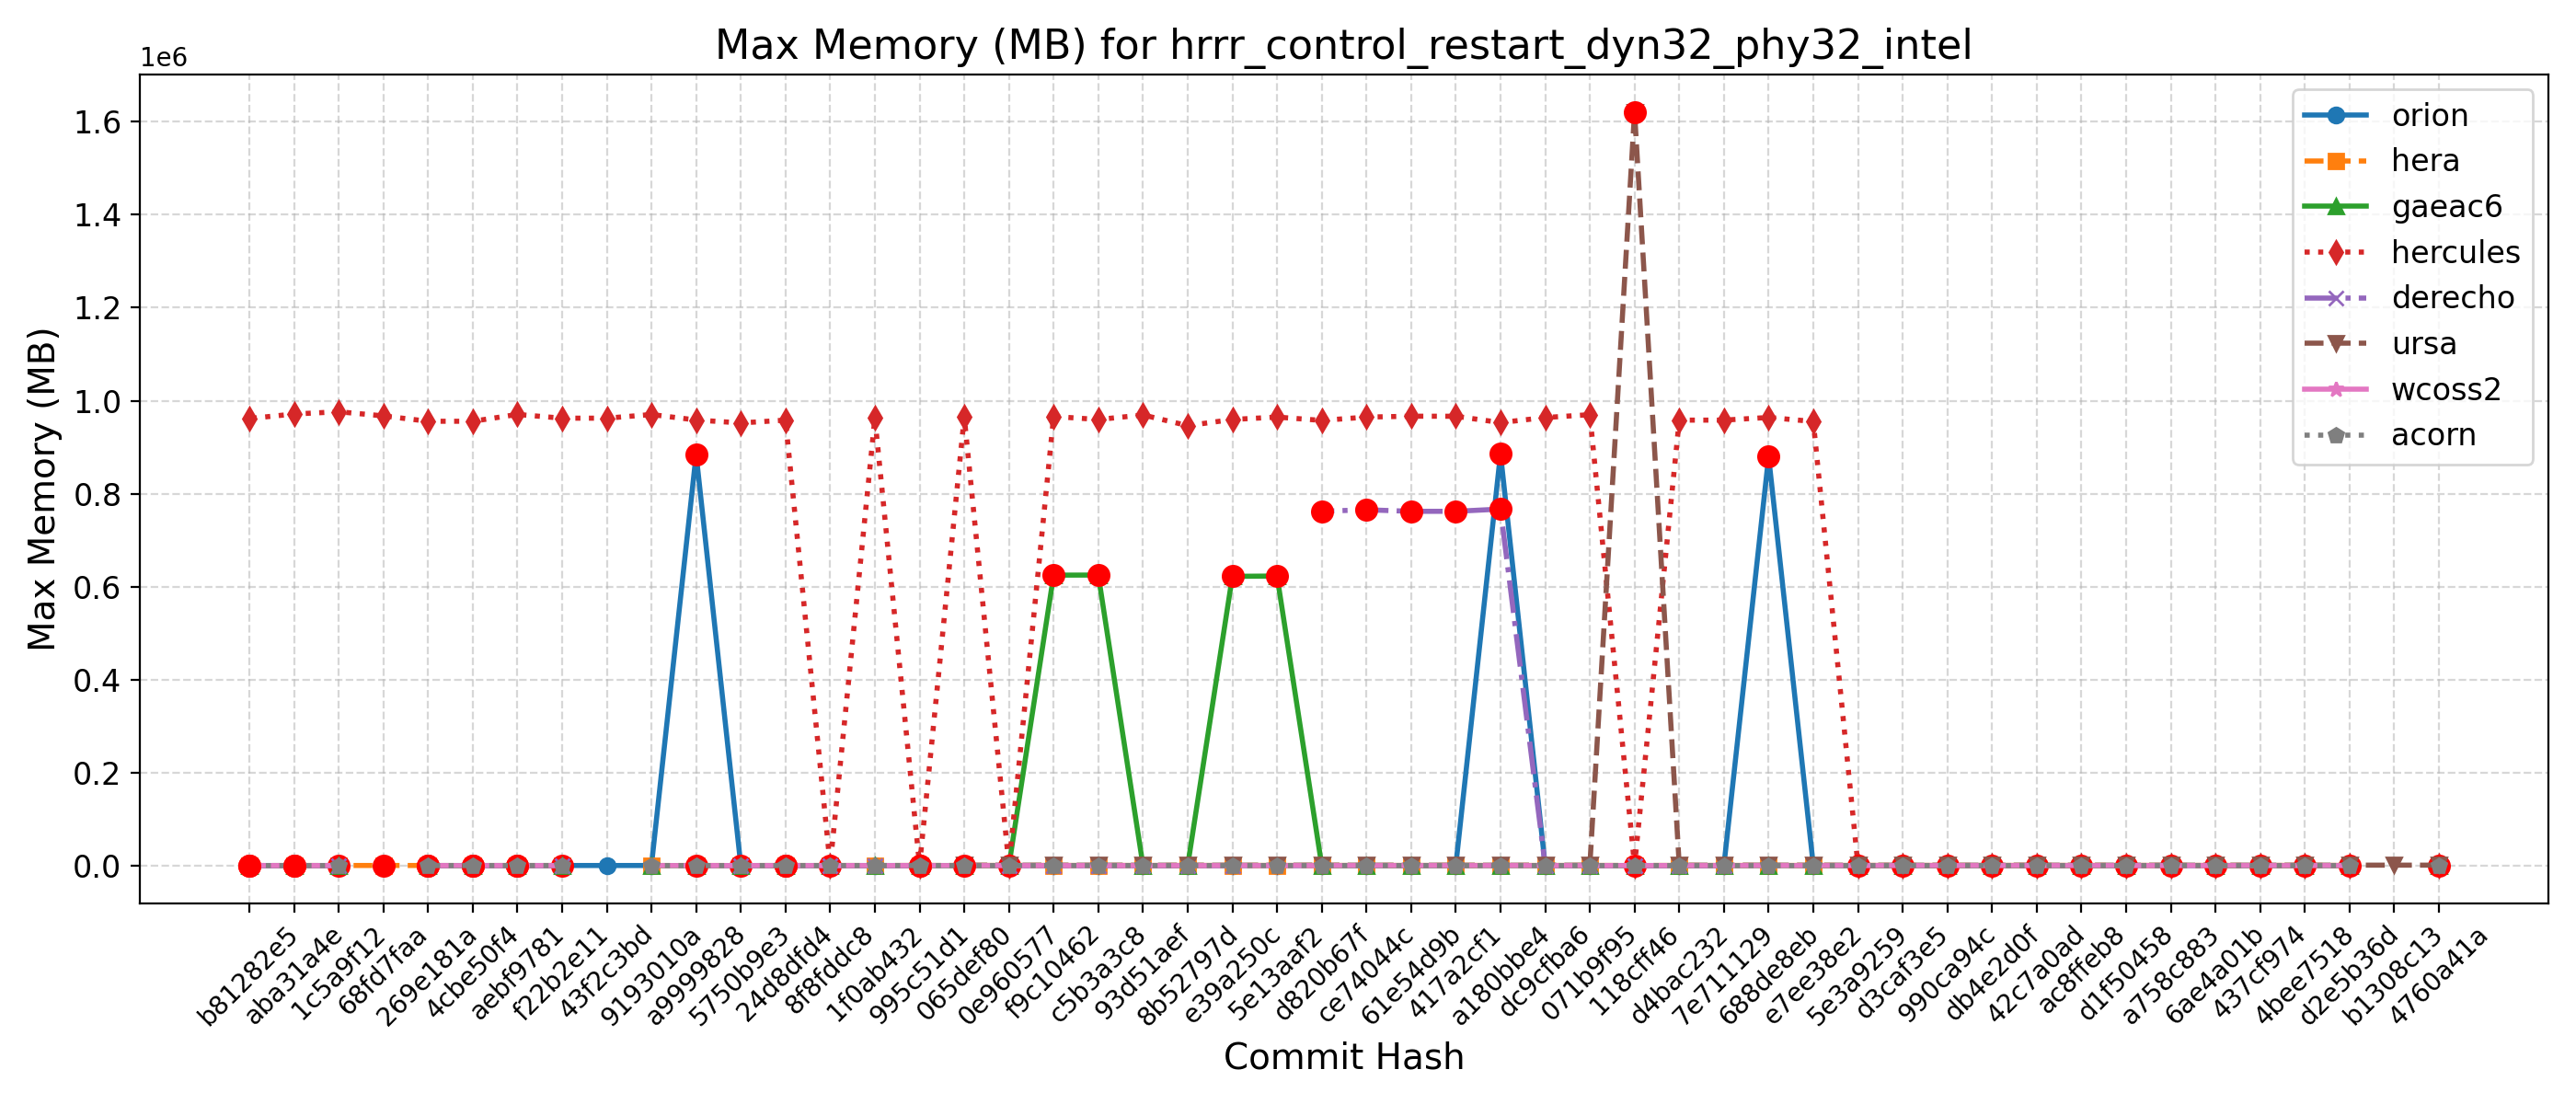 Max Memory (MB) for hrrr_control_restart_dyn32_phy32_intel
1e6
1.6
1.4
1.2
1.0
0.8
0.6
0.4
0.2
0.0
Max Memory (MB)
orion
hera
gaeac6
hercules
derecho
ursa
wcoss2
acorn
b81282e5
aba31a4e
1c5a9f12
68fd7faa
269e181a
4cbe50f4
aebf9781
f22b2e11
43f2c3bd
9193010a
a9999828
5750b9e3
24d8dfd4
8f8fddc8
1f0ab432
995c51d1
065def80
0e960577
f9c10462
c5b3a3c8
93d51aef
8b52797d
e39a250c
5e13aaf2
d820b67f
ce74044c
61e54d9b
417a2cf1
a180bbe4
dc9cfba6
071b9f95
118cff46
d4bac232
7e711129
688de8eb
e7ee38e2
5e3a9259
d3caf3e5
990ca94c
db4e2d0f
42c7a0ad
ac8ffeb8
d1f50458
a758c883
6ae4a01b
437cf974
4bee7518
d2e5b36d
b1308c13
4760a41a
Commit Hash